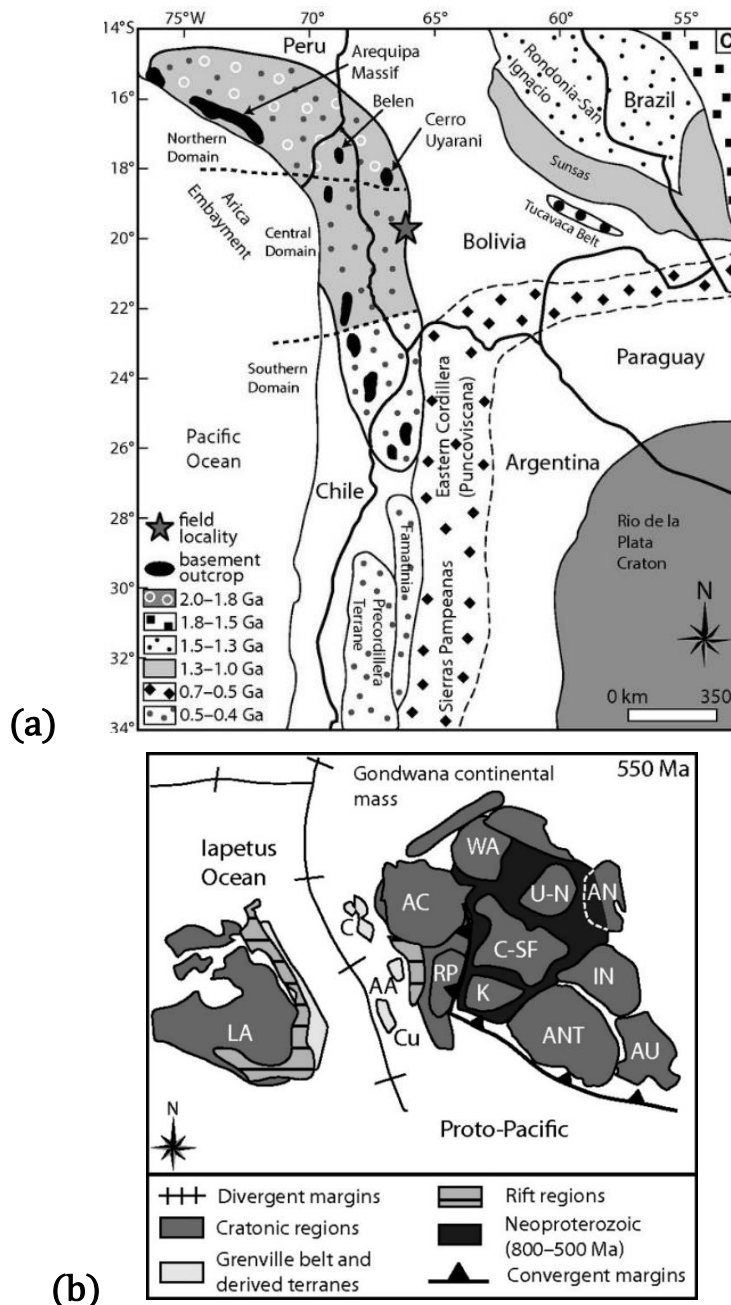 75°W
70°
65°
60°
55°
14°S
16°
18°
20°
22°
24°
26°
28°
30°
32°
34°
Peru
Arequipa
Massif
Belen
Cerro
Uyarani
Northern
Domain
Arica
Embayment
Central
Domain
Southern
Domain
Pacific
Ocean
Chile
Rondonia-San
Ignacio
Brazil
C
Sunsas
Tucavaca Belt
Bolivia
Paraguay
Argentina
Eastern Cordillera
(Puncoviscana)
Famatinia
Precordillera
Terrane
Sierras Pampeanas
Rio de la
Plata
Craton
N
0 km 350
field
locality
basement
outcrop
2.0–1.8 Ga
1.8–1.5 Ga
1.5–1.3 Ga
1.3–1.0 Ga
0.7–0.5 Ga
0.5–0.4 Ga
(a)
550 Ma
Gondwana continental
mass
Iapetus
Ocean
WA
U-N
AN
AC
C
C-SF
AA
RP
IN
K
LA
Cu
ANT
AU
N
Proto-Pacific
Divergent margins
Cratonic regions
Grenville belt and
derived terranes
Rift regions
Neoproterozoic
(800–500 Ma)
Convergent margins
(b)